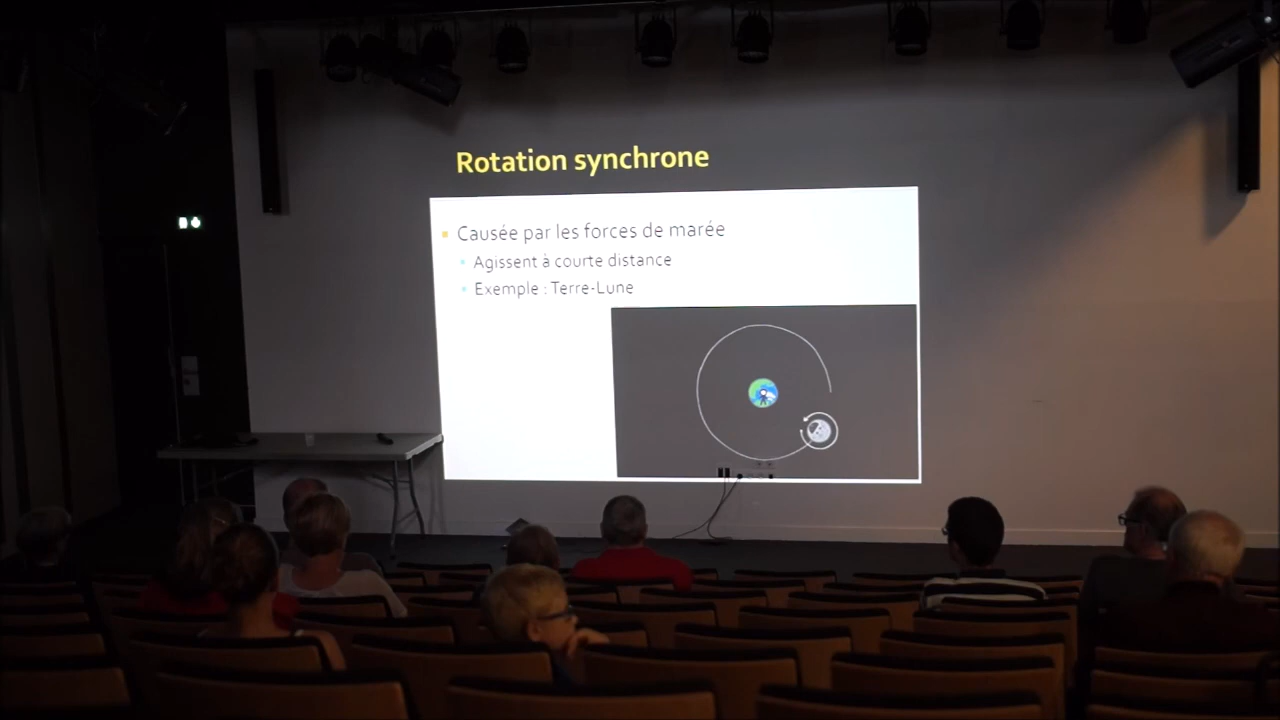 Rotation synchrone
Causée par les forces de marée
Agissent à courte distance
Exemple : Terre-Lune